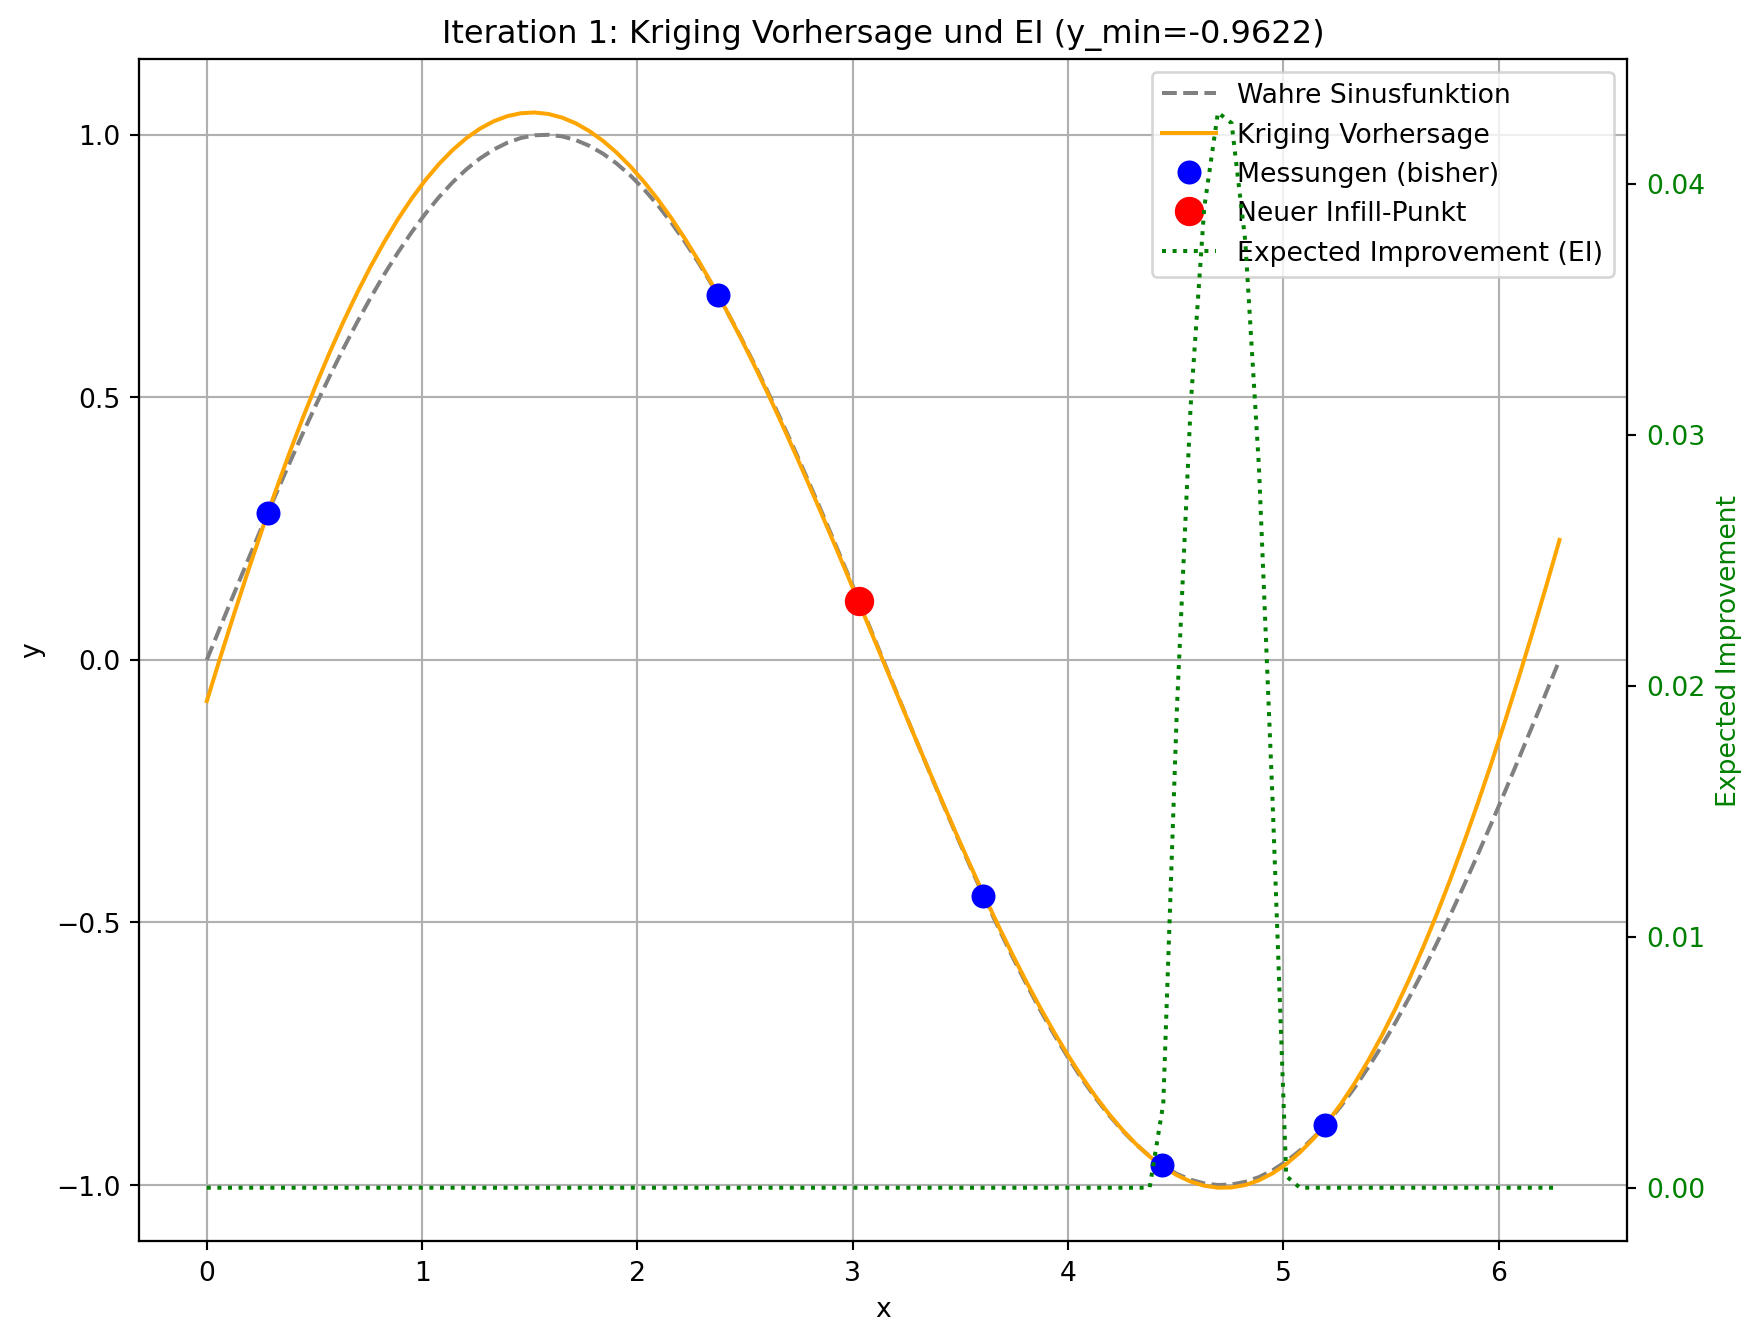 Iteration 1: Kriging Vorhersage und EI (y_min=-0.9622)
Wahre Sinusfunktion
Kriging Vorhersage
Messungen (bisher)
Neuer Infill-Punkt
Expected Improvement (EI)
1.0
0.5
0.0
−0.5
−1.0
y
0.04
0.03
0.02
0.01
0.00
Expected Improvement
0 1 2 3 4 5 6
x